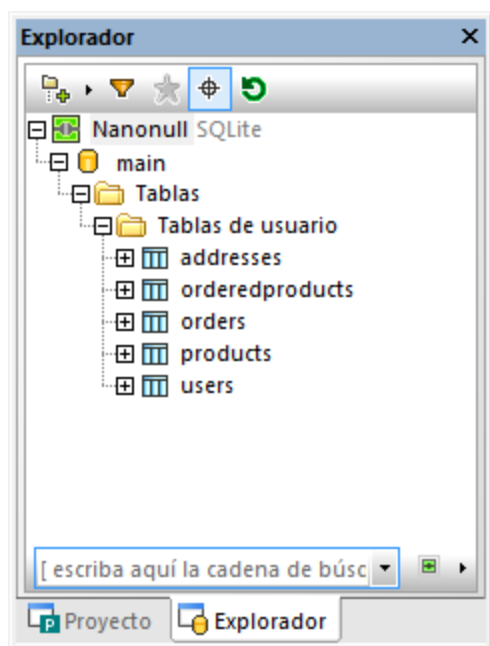 Explorador
Nanonull SQLite
main
Tablas
Tablas de usuario
addresses
orderedproducts
orders
products
users
[ escriba aquí la cadena de búsc
Proyecto
Explorador